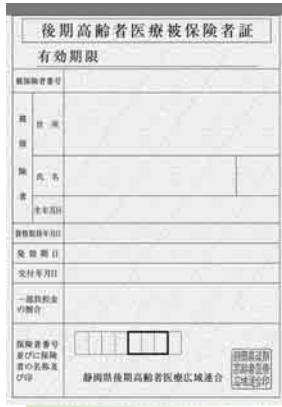 後期高齢者医療被保険者証
有効期限
被保険者番号
被保険者
住所
氏名
生年月日
資格取得年月日
発効期日
交付年月日
一部負担金
の割合
保険者番号
並びに保険
者の名称及
び印
静岡県後期高齢者医療広域連合